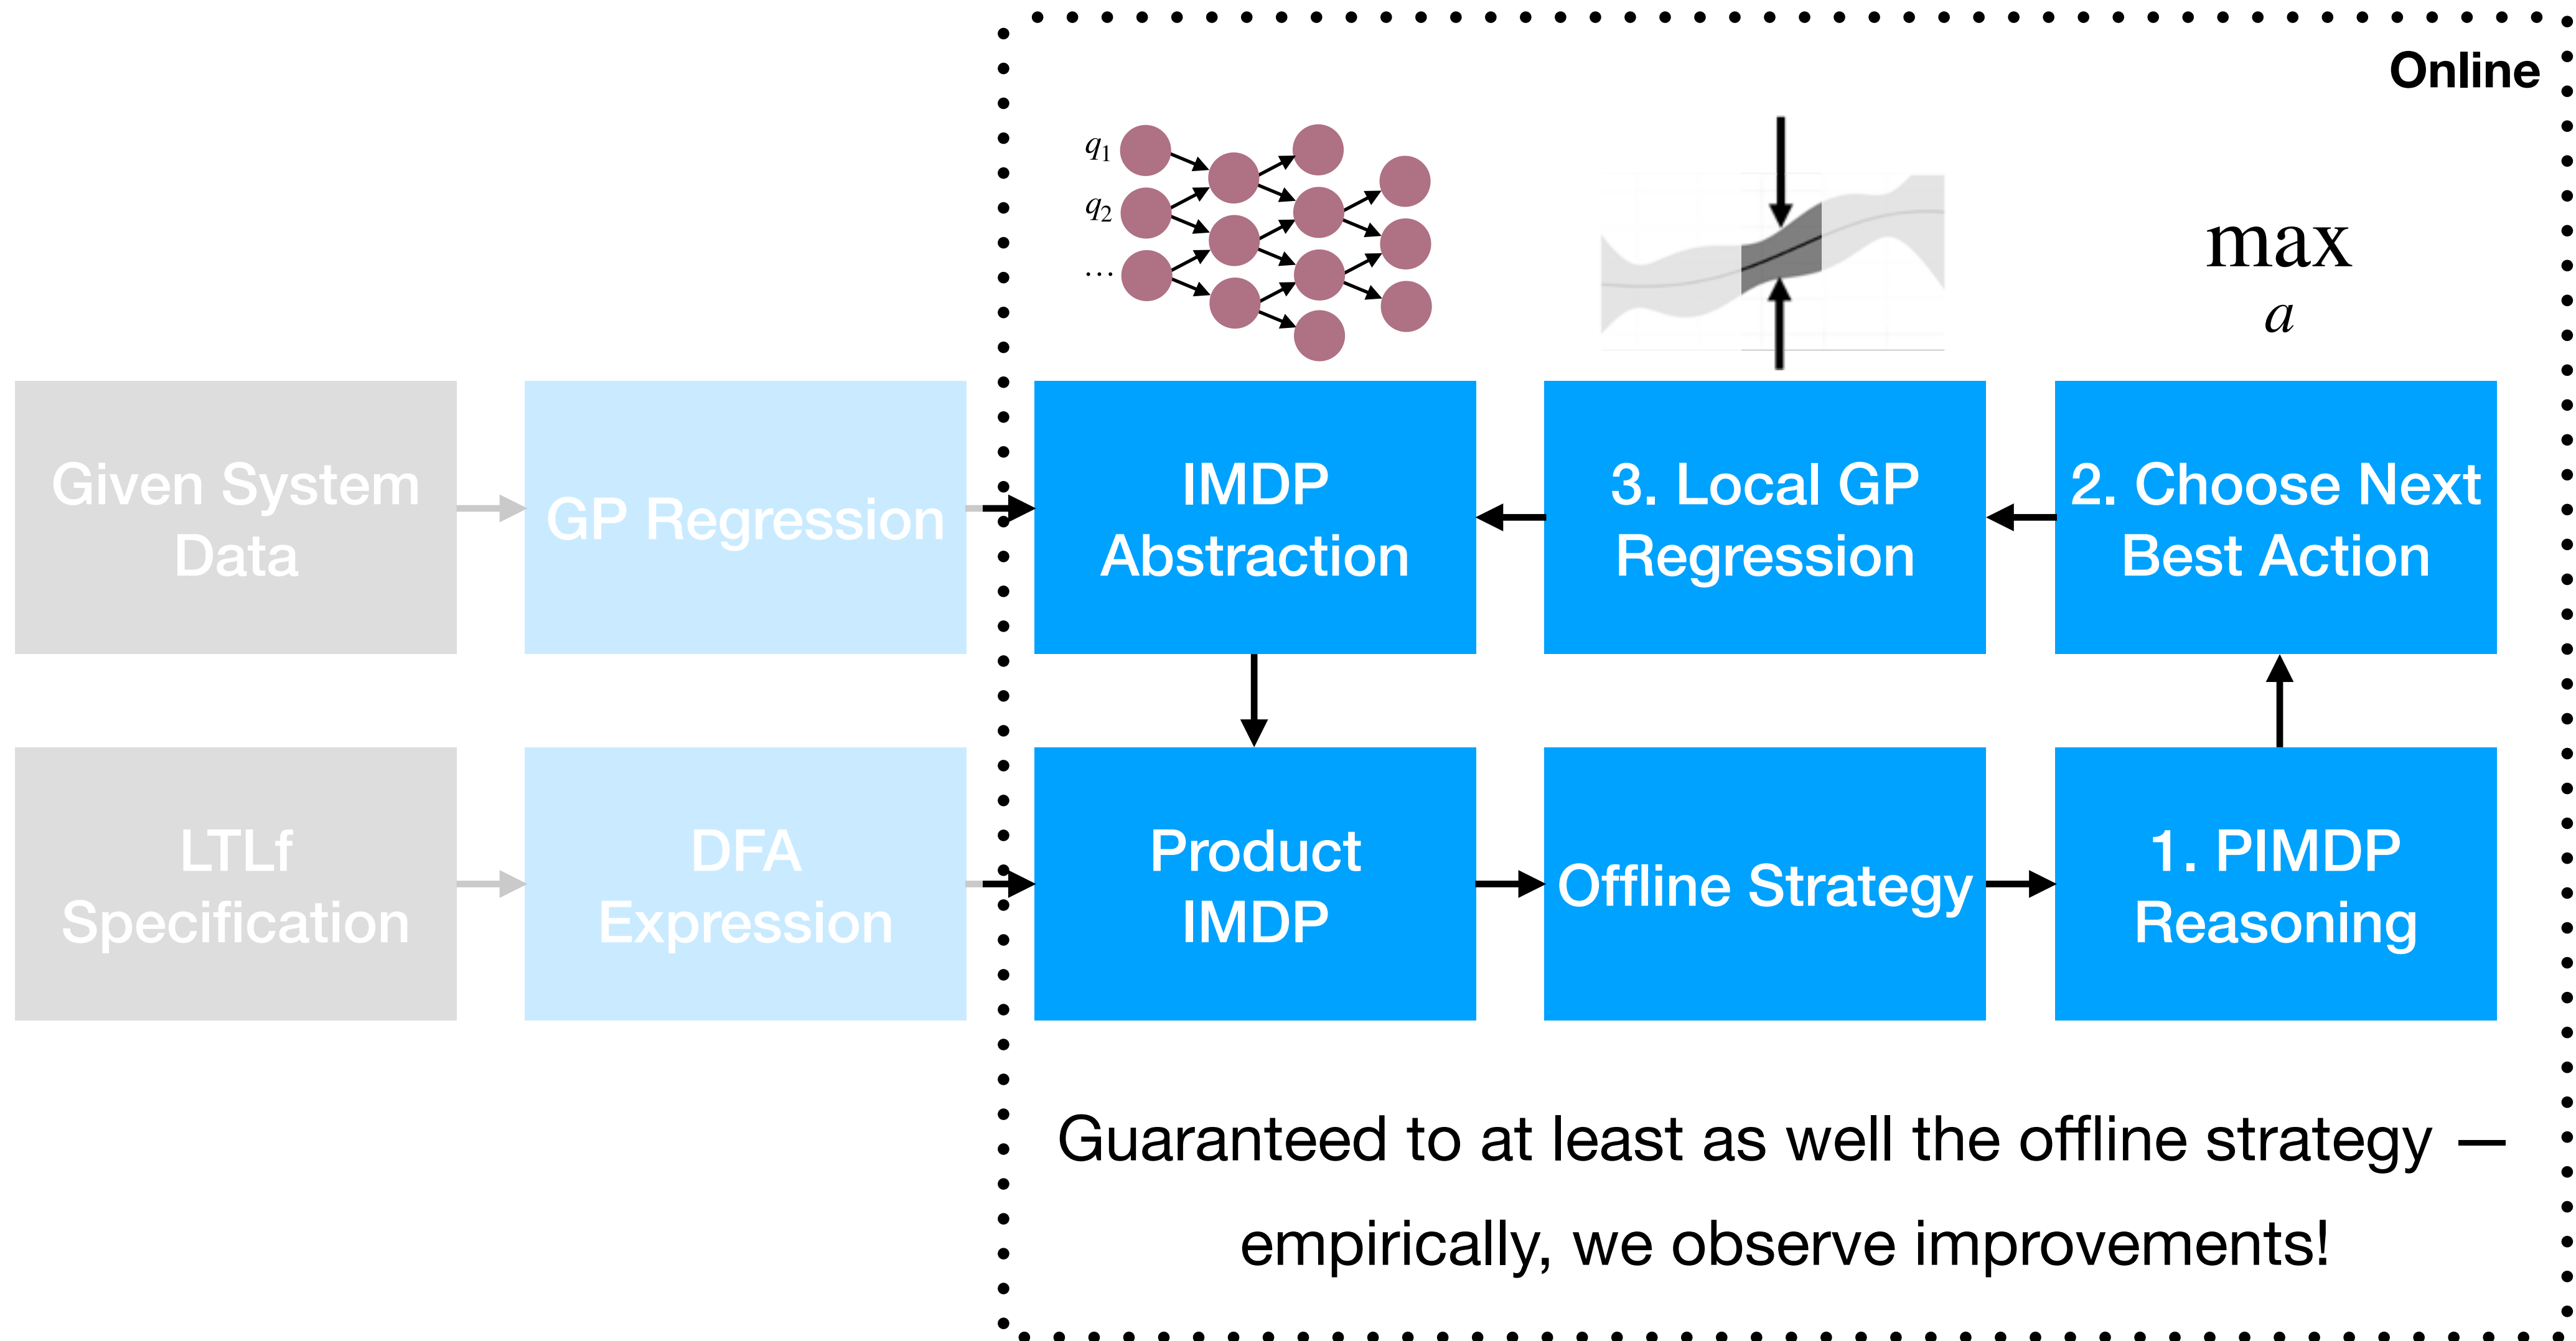 Online
q1
q2
...
max
a
Given System
Data
GP Regression
IMDP
Abstraction
3. Local GP
Regression
2. Choose Next
Best Action
LTLf
Specification
DFA
Expression
Product
IMDP
Offline Strategy
1. PIMDP
Reasoning
Guaranteed to at least as well the offline strategy —
empirically, we observe improvements!